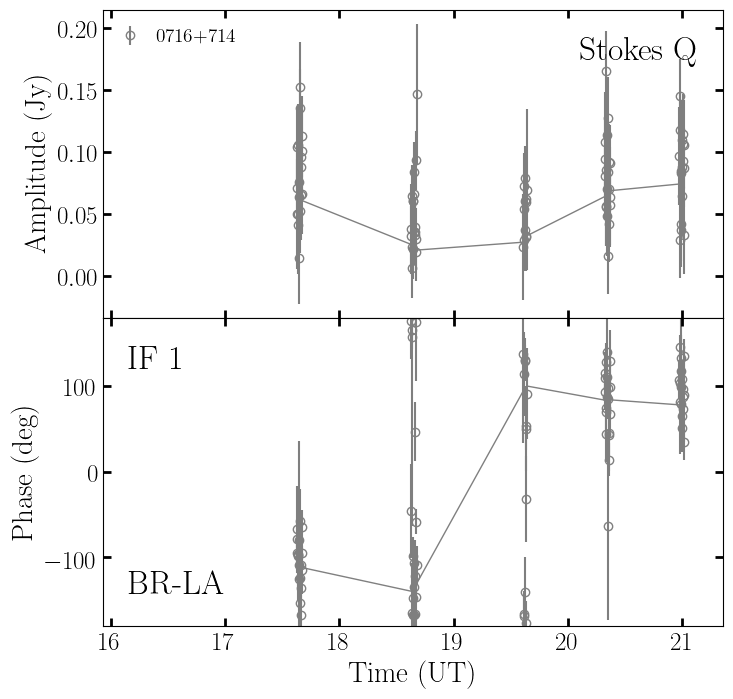 0716+714
Stokes Q
0.20
0.15
0.10
0.05
0.00
Amplitude (Jy)
IF 1
100
0
−100
Phase (deg)
BR-LA
16 17 18 19 20 21
Time (UT)